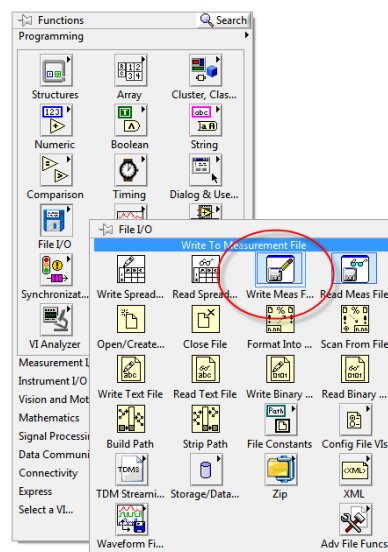 Functions
Search
Programming
Structures
Array
Cluster, Clas...
Numeric
Boolean
String
Comparison
Timing
Dialog & Use...
File I/O
File I/O
Write To Measurement File
Synchronizat...
Write Spread...
Read Spread...
Write Meas F...
Read Meas File
VI Analyzer
Open/Create...
Close File
Format Into ...
Scan From File
Measurement I
Instrument I/O
Write Text File
Read Text File
Write Binary ...
Read Binary ...
Vision and Mot
Mathematics
Build Path
Strip Path
File Constants
Config File VIs
Signal Processi
Data Communi
Connectivity
Express
TDM Streami...
Storage/Data...
Zip
XML
Select a VI...
Waveform Fi...
Adv File Funcs